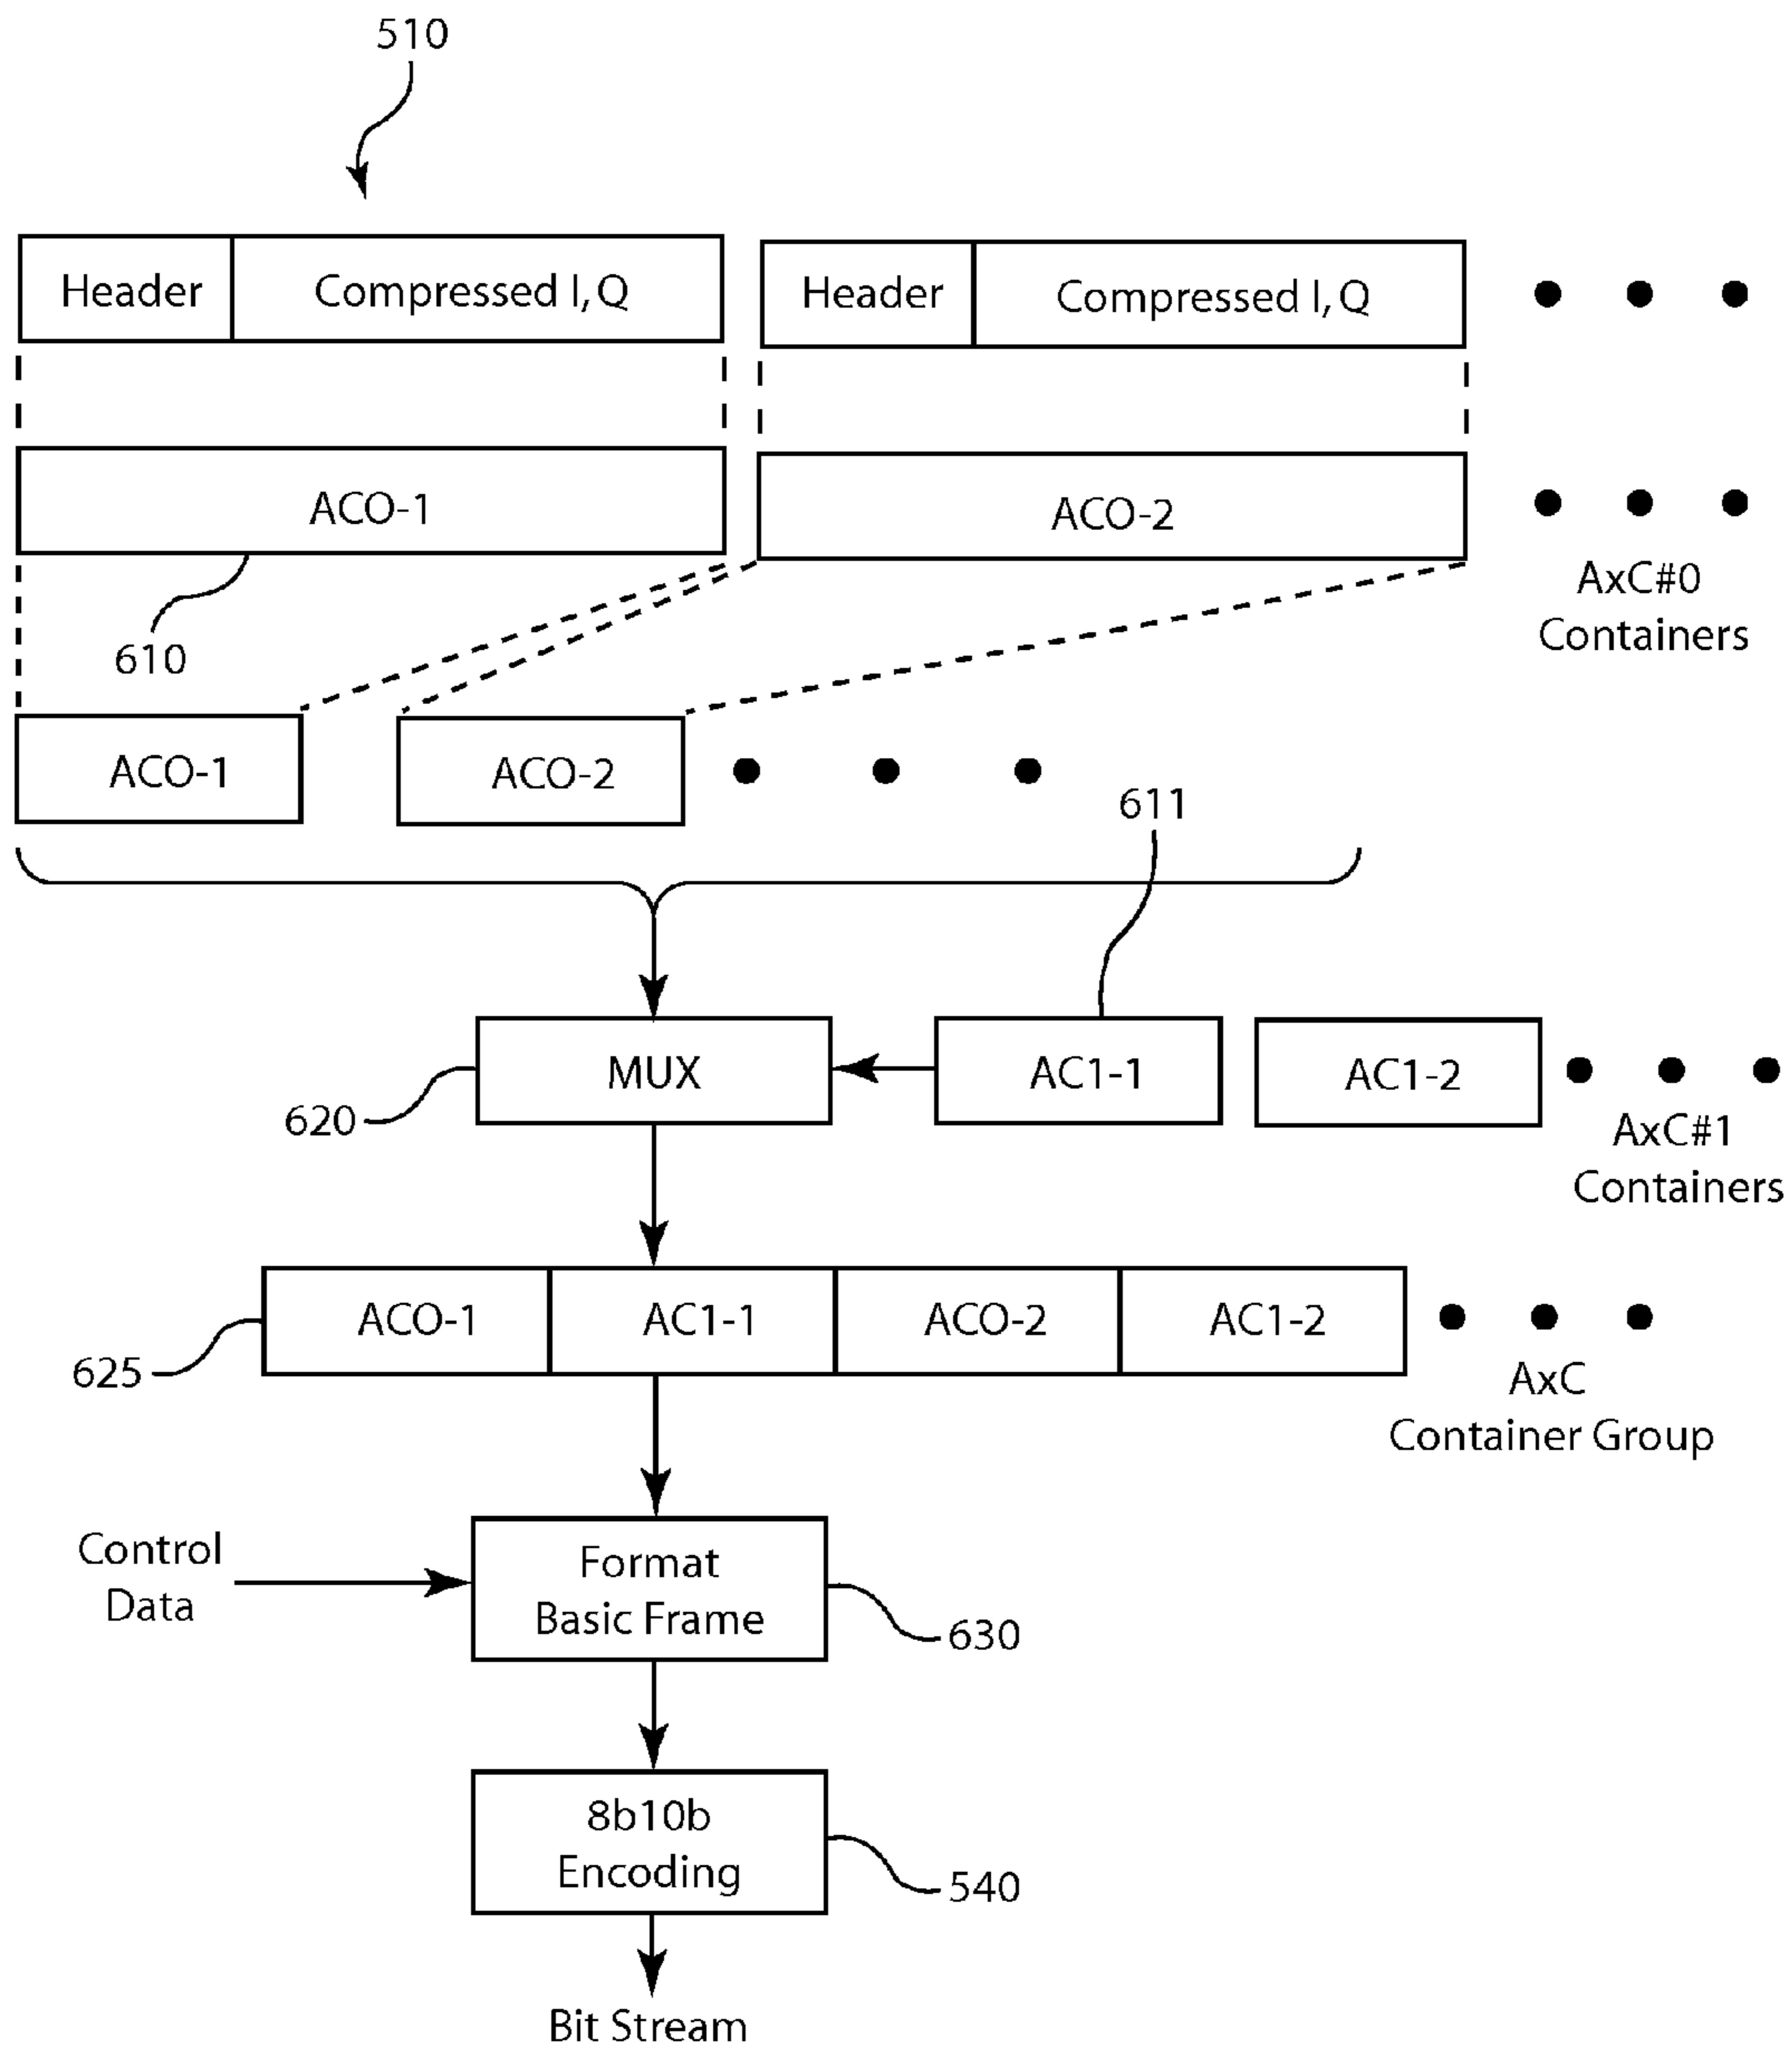 510
Header
Compressed I, Q
Header
Compressed I, Q
ACO-1
ACO-2
AxC#0
Containers
610
ACO-1
ACO-2
611
MUX
AC1-1
AC1-2
620
AxC#1
Containers
ACO-1
AC1-1
ACO-2
AC1-2
625
AxC
Container Group
Control
Data
Format
Basic Frame
630
8b10b
Encoding
540
Bit Stream